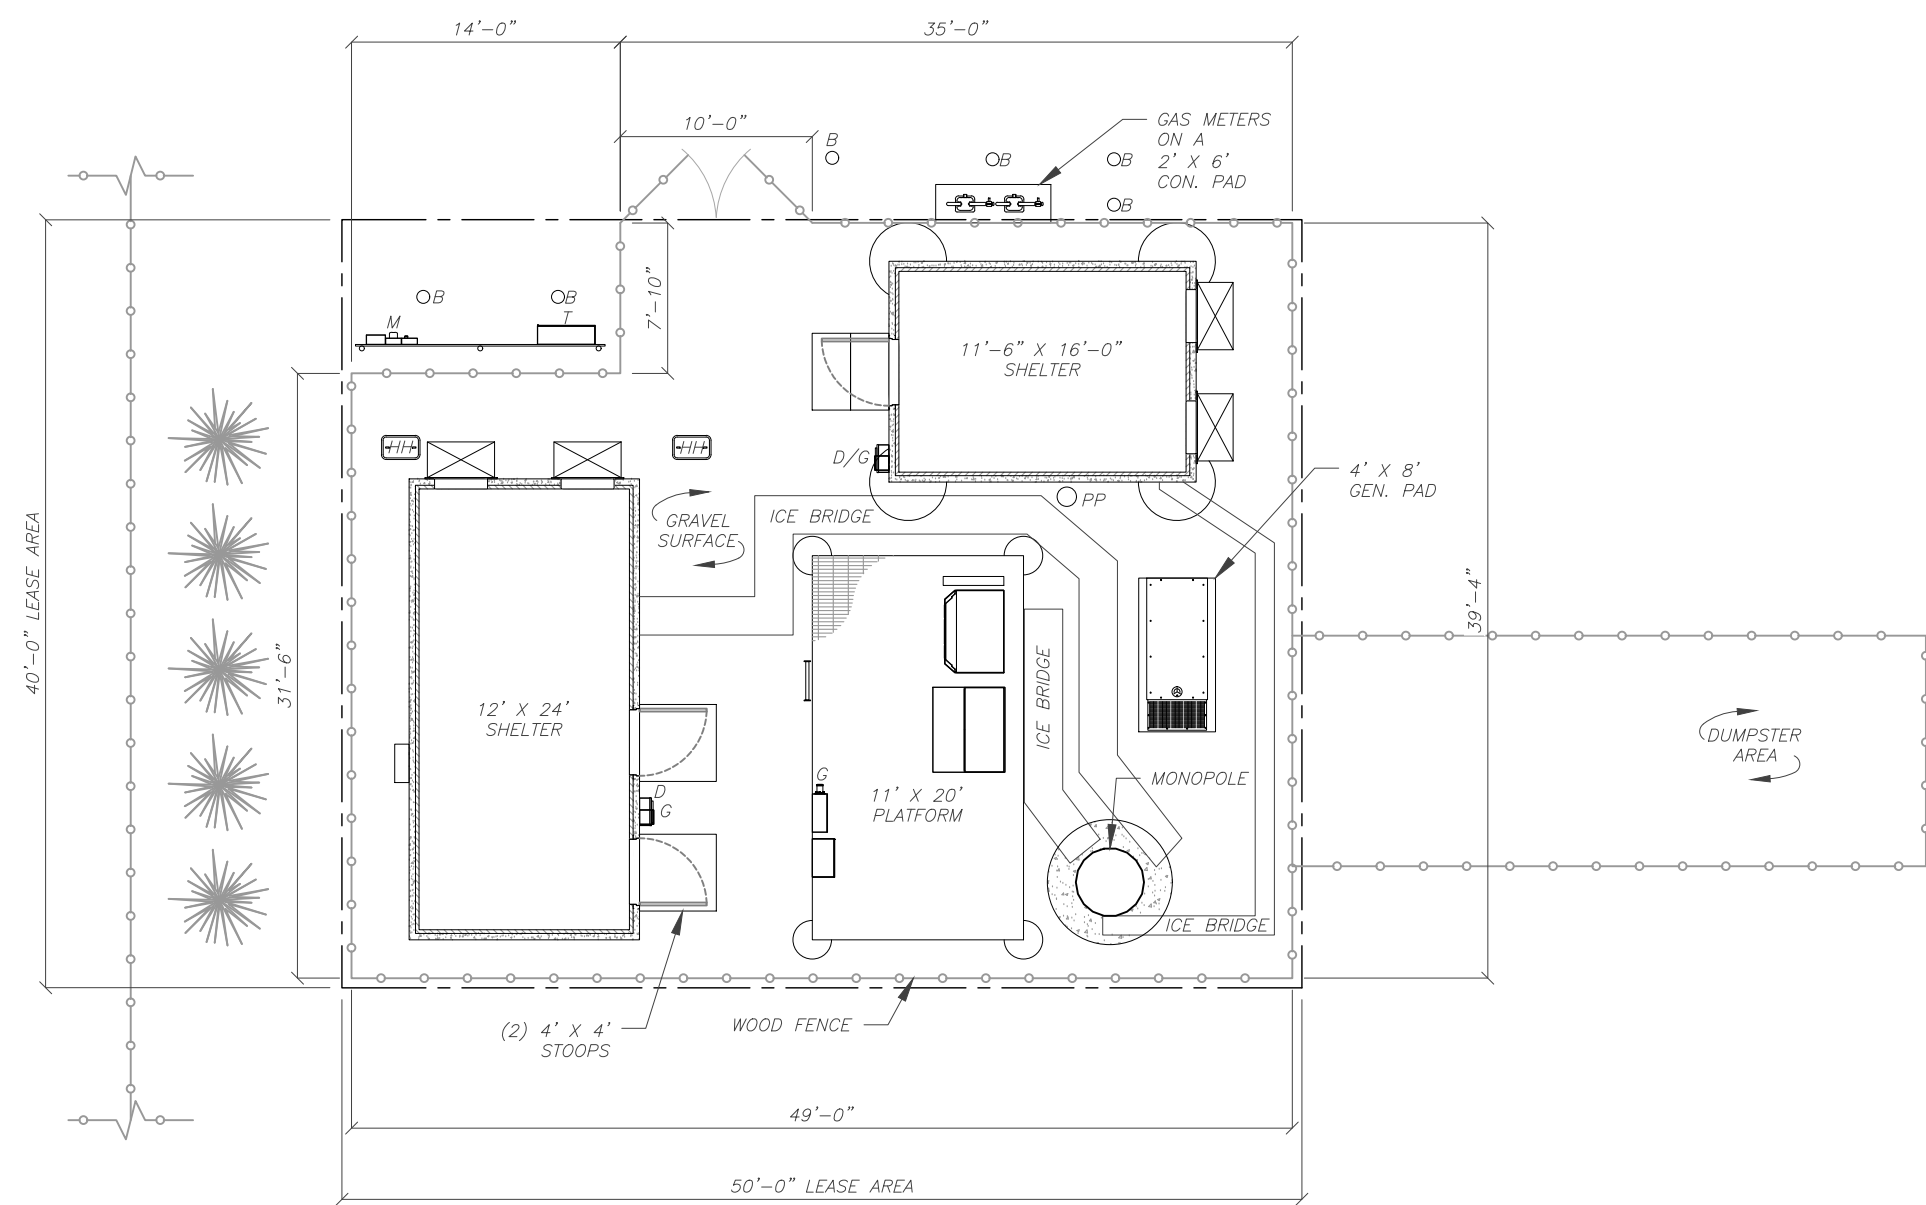 14'-0"
35'-0"
10'-0"
B
GAS METERS
ON A
2' X 6'
CON. PAD
B
B
B
B
B
M
T
7'-10"
11'-6" X 16'-0"
SHELTER
HH
HH
D/G
4' X 8'
GEN. PAD
PP
GRAVEL
SURFACE
ICE BRIDGE
40'-0" LEASE AREA
31'-6"
39'-4"
12' X 24'
SHELTER
ICE BRIDGE
DUMPSTER
AREA
G
D
G
11' X 20'
PLATFORM
MONOPOLE
ICE BRIDGE
(2) 4' X 4'
STOOPS
WOOD FENCE
49'-0"
50'-0" LEASE AREA